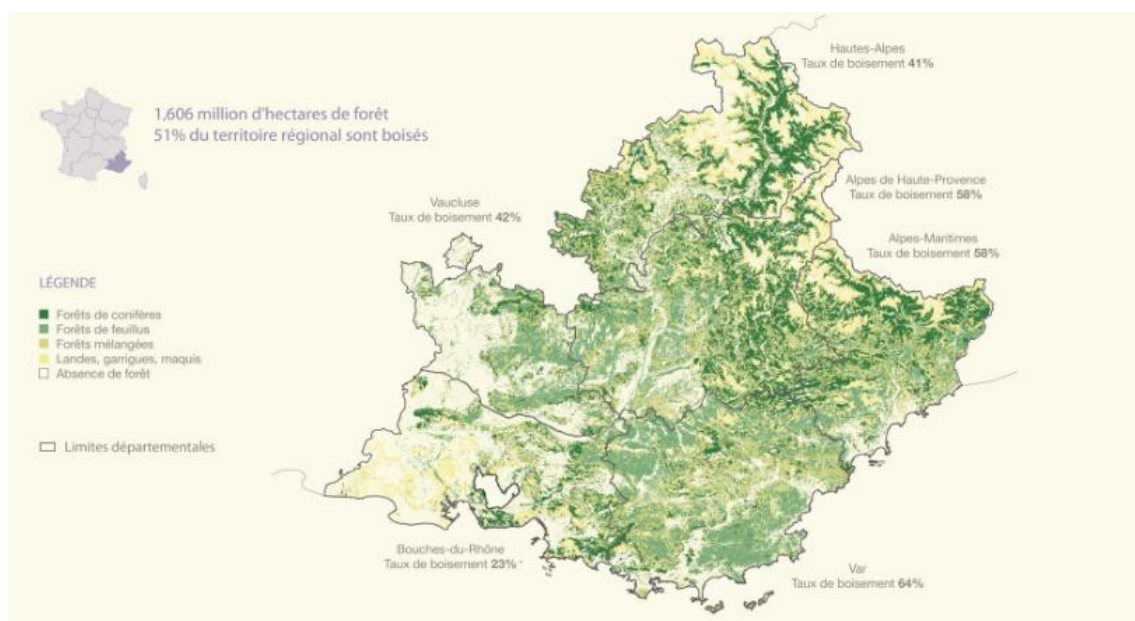 Hautes-Alpes
Taux de boisement 41%
1,606 million d'hectares de forêt
51% du territoire régional sont boisés
Alpes de Haute-Provence
Taux de boisement 58%
Vaucluse
Taux de boisement 42%
Alpes-Maritimes
Taux de boisement 58%
LÉGENDE
Forêts de conifères
Forêts de feuillus
Forêts mélangées
Landes, garrigues, maquis
Absence de forêt
Limites départementales
Bouches-du-Rhône
Taux de boisement 23% *
Var
Taux de boisement 64%